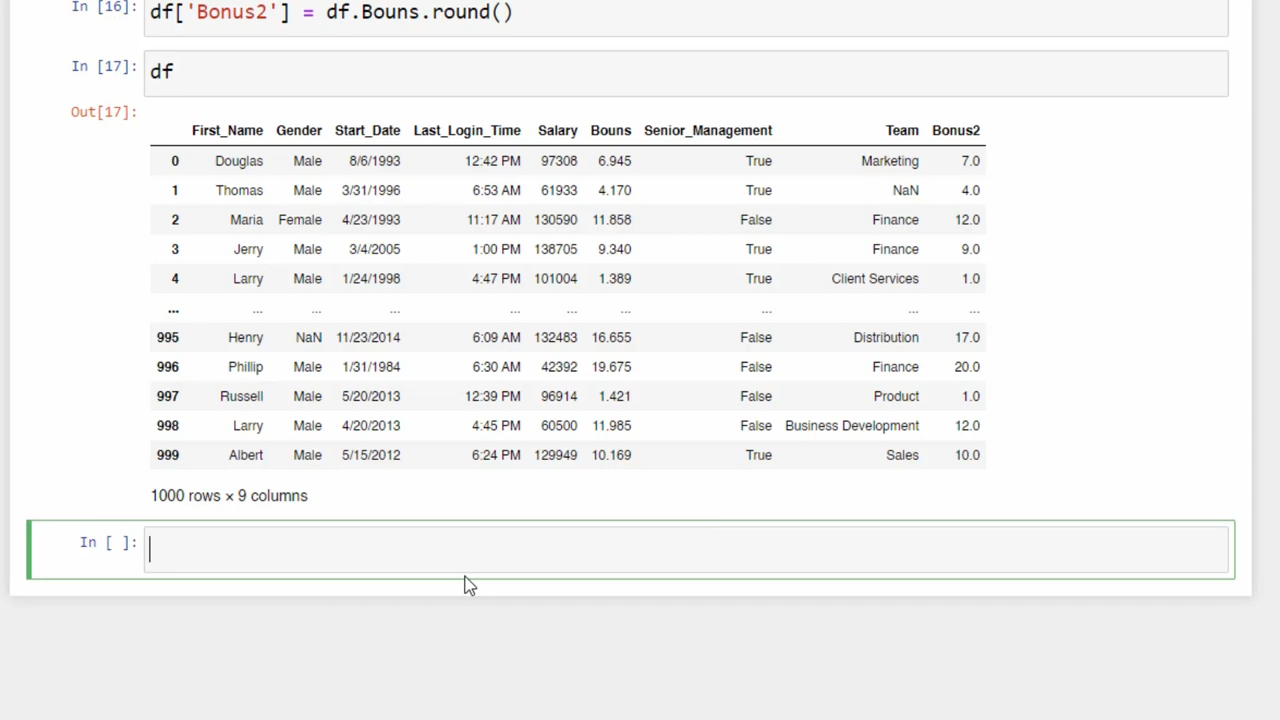 In [16]: df['Bonus2'] = df.Bouns.round()
In [17]: df
Out[17]:
First_Name Gender Start_Date Last_Login_Time Salary Bouns Senior_Management Team Bonus2
0 Douglas Male 8/6/1993 12:42 PM 97308 6.945 True Marketing 7.0
1 Thomas Male 3/31/1996 6:53 AM 61933 4.170 True NaN 4.0
2 Maria Female 4/23/1993 11:17 AM 130590 11.858 False Finance 12.0
3 Jerry Male 3/4/2005 1:00 PM 138705 9.340 True Finance 9.0
4 Larry Male 1/24/1998 4:47 PM 101004 1.389 True Client Services 1.0
... ... ... ... ... ... ... ... ... ...
995 Henry NaN 11/23/2014 6:09 AM 132483 16.655 False Distribution 17.0
996 Phillip Male 1/31/1984 6:30 AM 42392 19.675 False Finance 20.0
997 Russell Male 5/20/2013 12:39 PM 96914 1.421 False Product 1.0
998 Larry Male 4/20/2013 4:45 PM 60500 11.985 False Business Development 12.0
999 Albert Male 5/15/2012 6:24 PM 129949 10.169 True Sales 10.0
1000 rows × 9 columns
In [ ]: